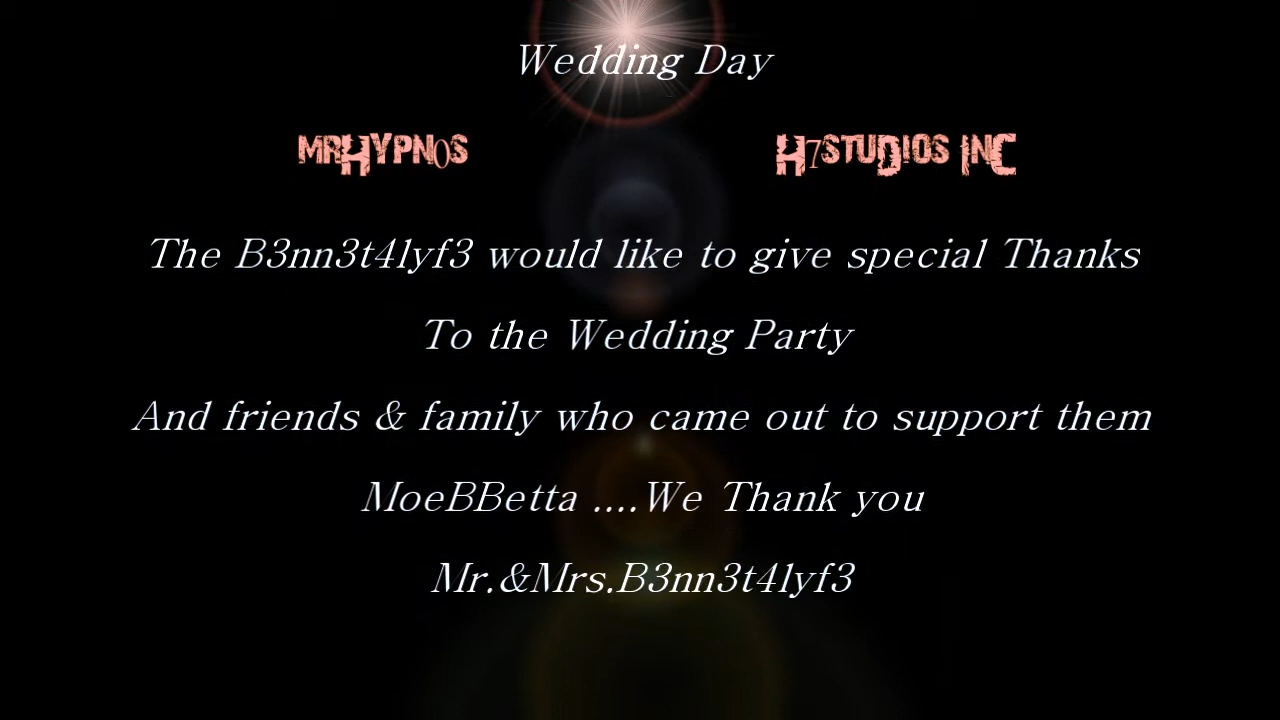 Wedding Day
MRHYPN0S H7STUDIOS INC
The B3nn3t4lyf3 would like to give special Thanks
To the Wedding Party
And friends & family who came out to support them
MoeBBetta ....We Thank you
Mr.&Mrs.B3nn3t4lyf3